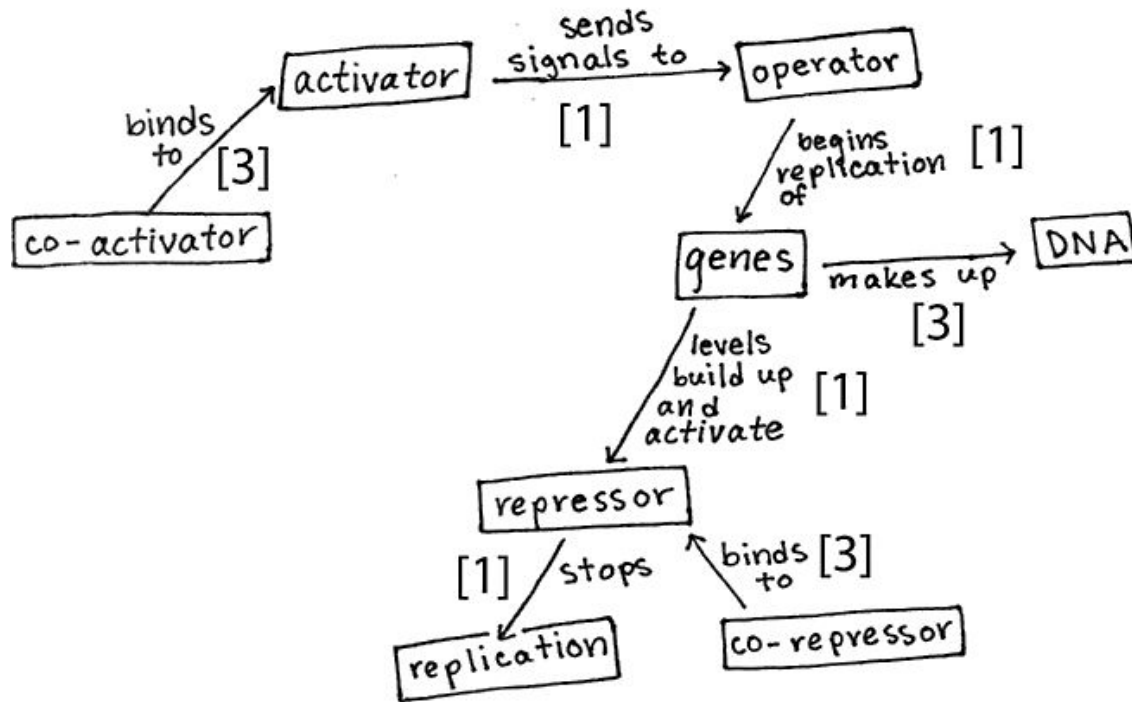 sends
signals to
activator
operator
[1]
binds
to
[3]
begins
replication
of
[1]
co-activator
genes
DNA
makes up
[3]
levels
build up
and
activate
[1]
repressor
[1]
stops
binds
to
[3]
replication
co-repressor